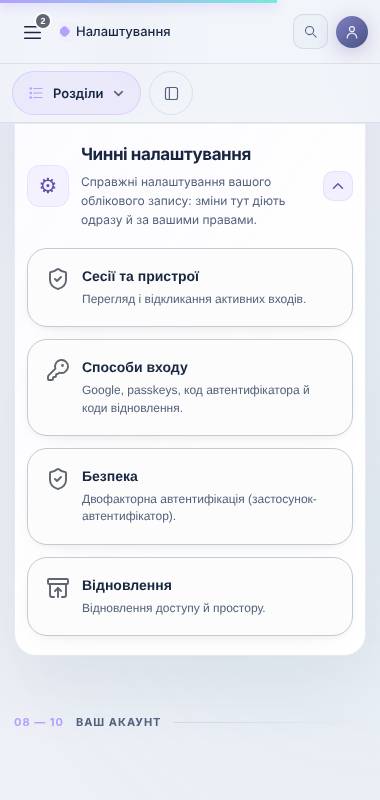 2
Налаштування
Розділи
Чинні налаштування
Справжні налаштування вашого
облікового запису: зміни тут діють
одразу й за вашими правами.
Сесії та пристрої
Перегляд і відкликання активних входів.
Способи входу
Google, passkeys, код автентифікатора й
коди відновлення.
Безпека
Двофакторна автентифікація (застосунок-
автентифікатор).
Відновлення
Відновлення доступу й простору.
08 — 10 ВАШ АКАУНТ